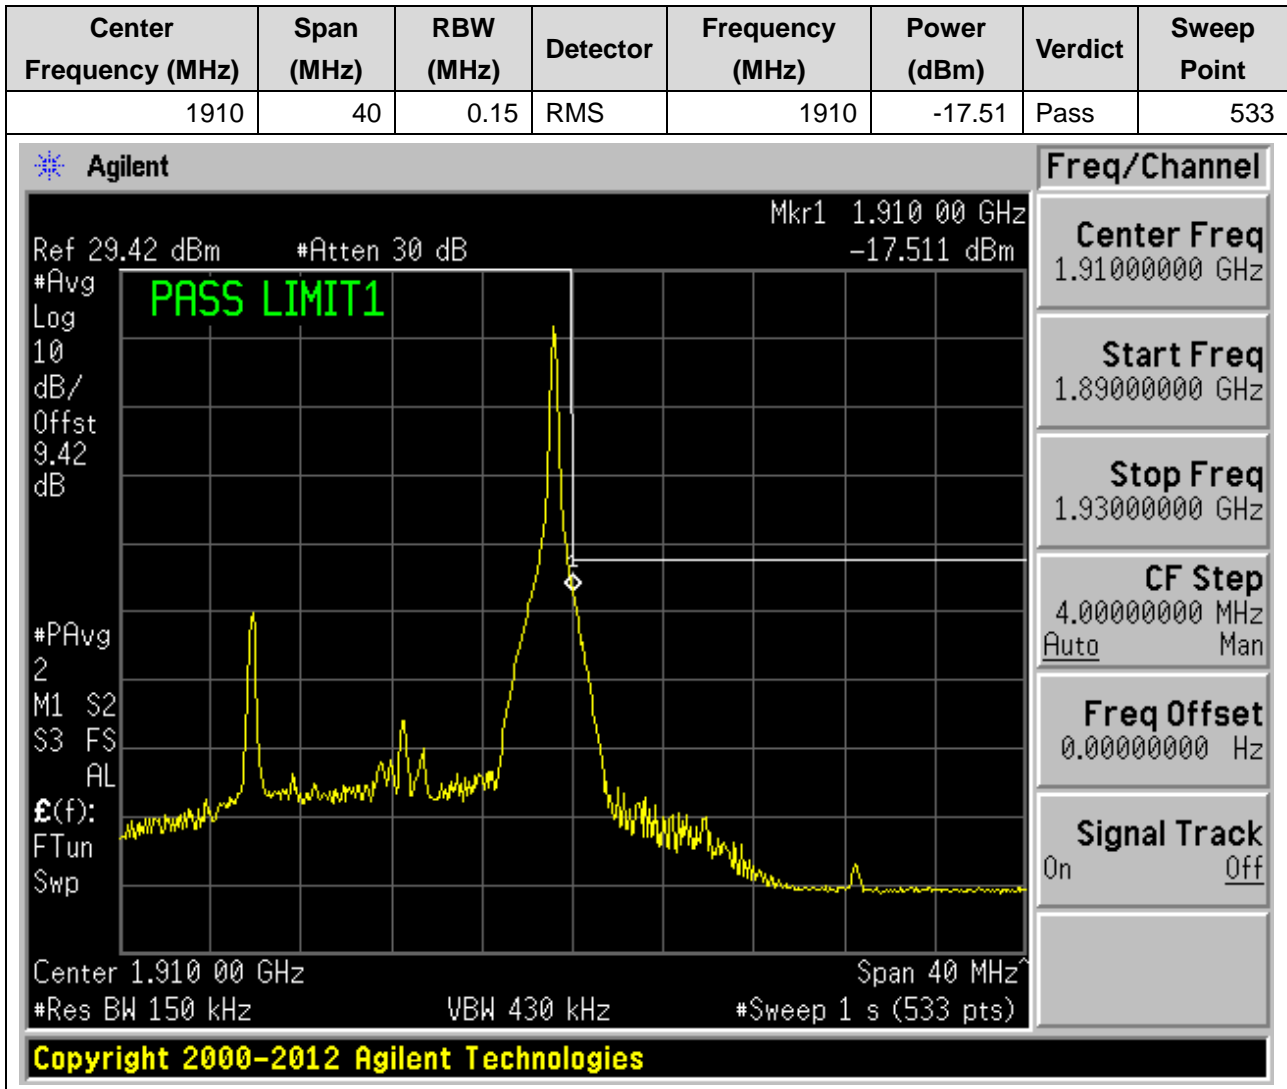 Center Frequency (MHz) Span (MHz) RBW (MHz) Detector Frequency (MHz) Power (dBm) Verdict Sweep Point
1910 40 0.15 RMS 1910 -17.51 Pass 533
Agilent
Freq/Channel
Mkr1 1.910 00 GHz
Ref 29.42 dBm #Atten 30 dB -17.511 dBm
#Avg
Log
10
dB/
Offst
9.42
dB
PASS LIMIT1
1
#PAvg
2
M1 S2
S3 FS
AL
£(f):
FTun
Swp
Center 1.910 00 GHz Span 40 MHz^
#Res BW 150 kHz VBW 430 kHz #Sweep 1 s (533 pts)
Center Freq
1.91000000 GHz
Start Freq
1.89000000 GHz
Stop Freq
1.93000000 GHz
CF Step
4.00000000 MHz
Auto Man
Freq Offset
0.00000000 Hz
Signal Track
On Off
Copyright 2000-2012 Agilent Technologies